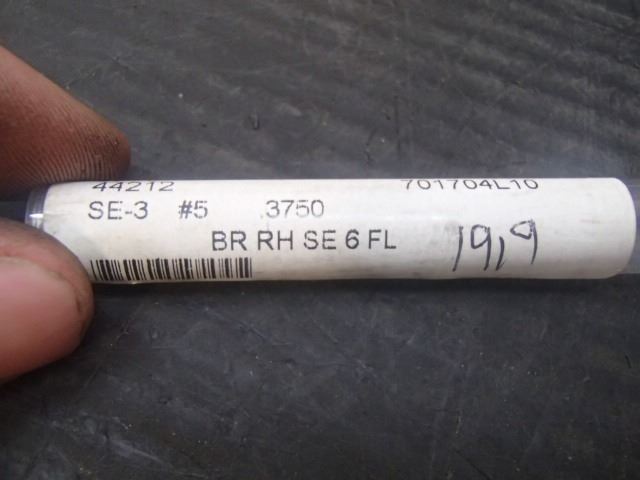 44212 701704L10
SE-3 #5 .3750
BR RH SE 6 FL 19,9